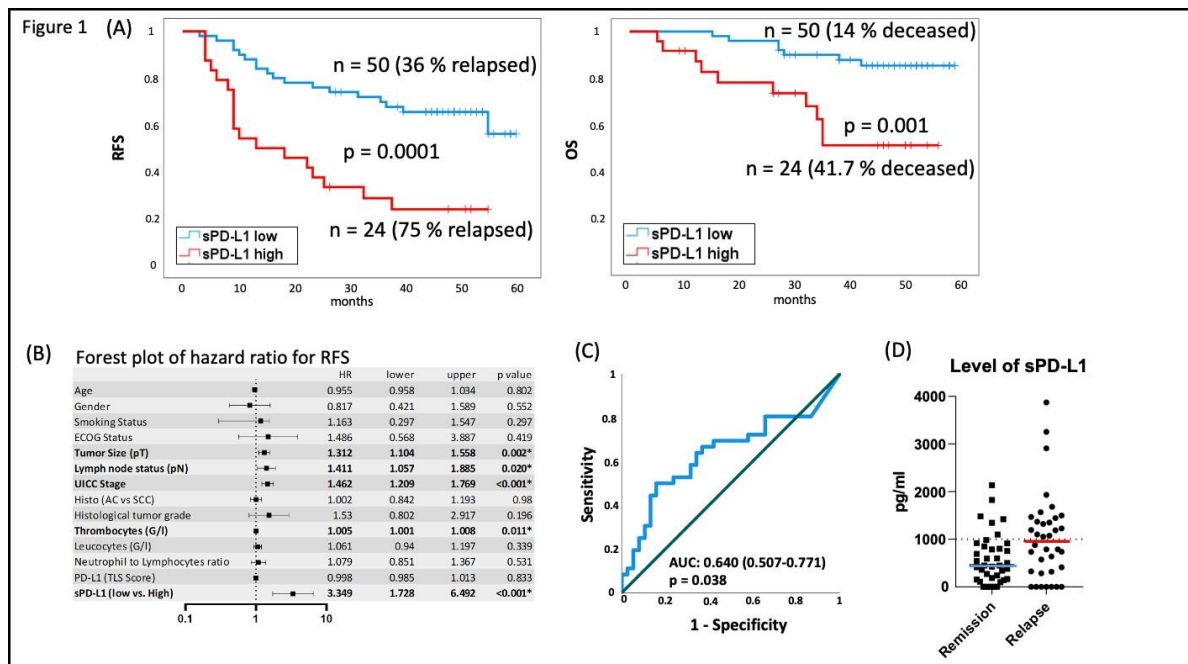 Figure 1
(A)
1
0.8
0.6
0.4
0.2
0
RFS
n = 50 (36 % relapsed)
p = 0.0001
n = 24 (75 % relapsed)
sPD-L1 low
sPD-L1 high
0 10 20 30 40 50 60
months
1
0.8
0.6
0.4
0.2
0
OS
n = 50 (14 % deceased)
p = 0.001
n = 24 (41.7 % deceased)
sPD-L1 low
sPD-L1 high
0 10 20 30 40 50 60
months
(B) Forest plot of hazard ratio for RFS
HR lower upper p value
Age 0.955 0.958 1.034 0.802
Gender 0.817 0.421 1.589 0.552
Smoking Status 1.163 0.297 1.547 0.297
ECOG Status 1.486 0.568 3.887 0.419
Tumor Size (pT) 1.312 1.104 1.558 0.002*
Lymph node status (pN) 1.411 1.057 1.885 0.020*
UICC Stage 1.462 1.209 1.769 <0.001*
Histo (AC vs SCC) 1.002 0.842 1.193 0.98
Histological tumor grade 1.53 0.802 2.917 0.196
Thrombocytes (G/l) 1.005 1.001 1.008 0.011*
Leucocytes (G/l) 1.061 0.94 1.197 0.339
Neutrophil to Lymphocytes ratio 1.079 0.851 1.367 0.531
PD-L1 (TLS Score) 0.998 0.985 1.013 0.833
sPD-L1 (low vs. High) 3.349 1.728 6.492 <0.001*
0.1 1 10
(C)
1
0.8
0.6
0.4
0.2
0
Sensitivity
AUC: 0.640 (0.507-0.771)
p = 0.038
0 0.2 0.4 0.6 0.8 1
1 - Specificity
(D)
Level of sPD-L1
4000
3000
2000
1000
0
pg/ml
Remission
Relapse